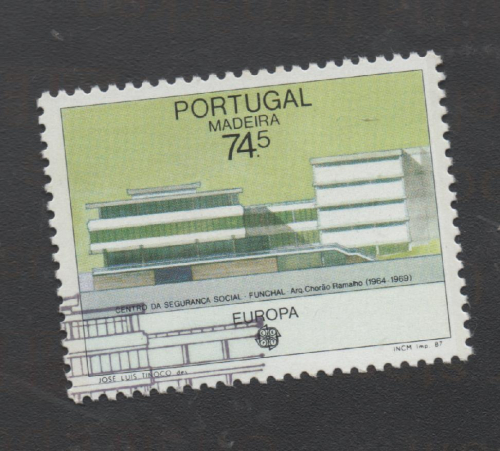 PORTUGAL
MADEIRA
74.5
CENTRO DA SEGURANÇA SOCIAL - FUNCHAL - Arq. Chorão Ramalho (1964-1969)
EUROPA
JOSÉ LUIS TINOCO des.
INCM imp. 87